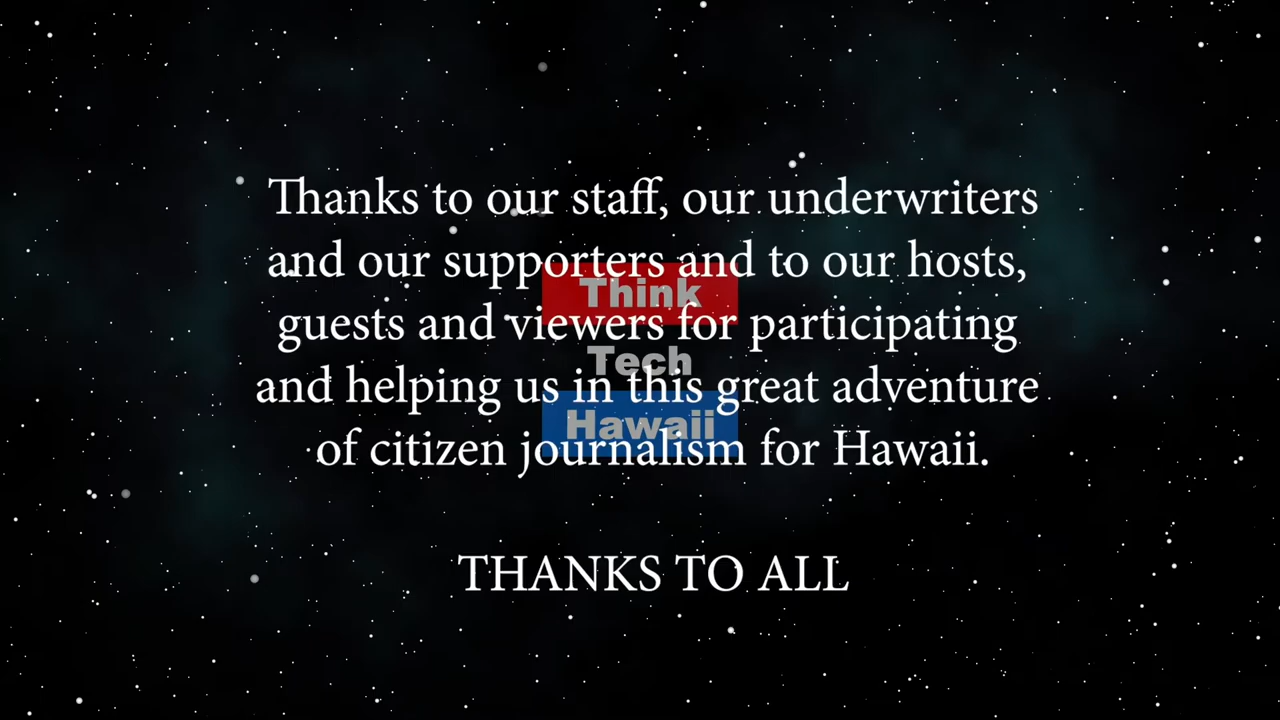 Thanks to our staff, our underwriters
and our supporters and to our hosts,
Think
guests and viewers for participating
Tech
and helping us in this great adventure
Hawaii
of citizen journalism for Hawaii.
THANKS TO ALL